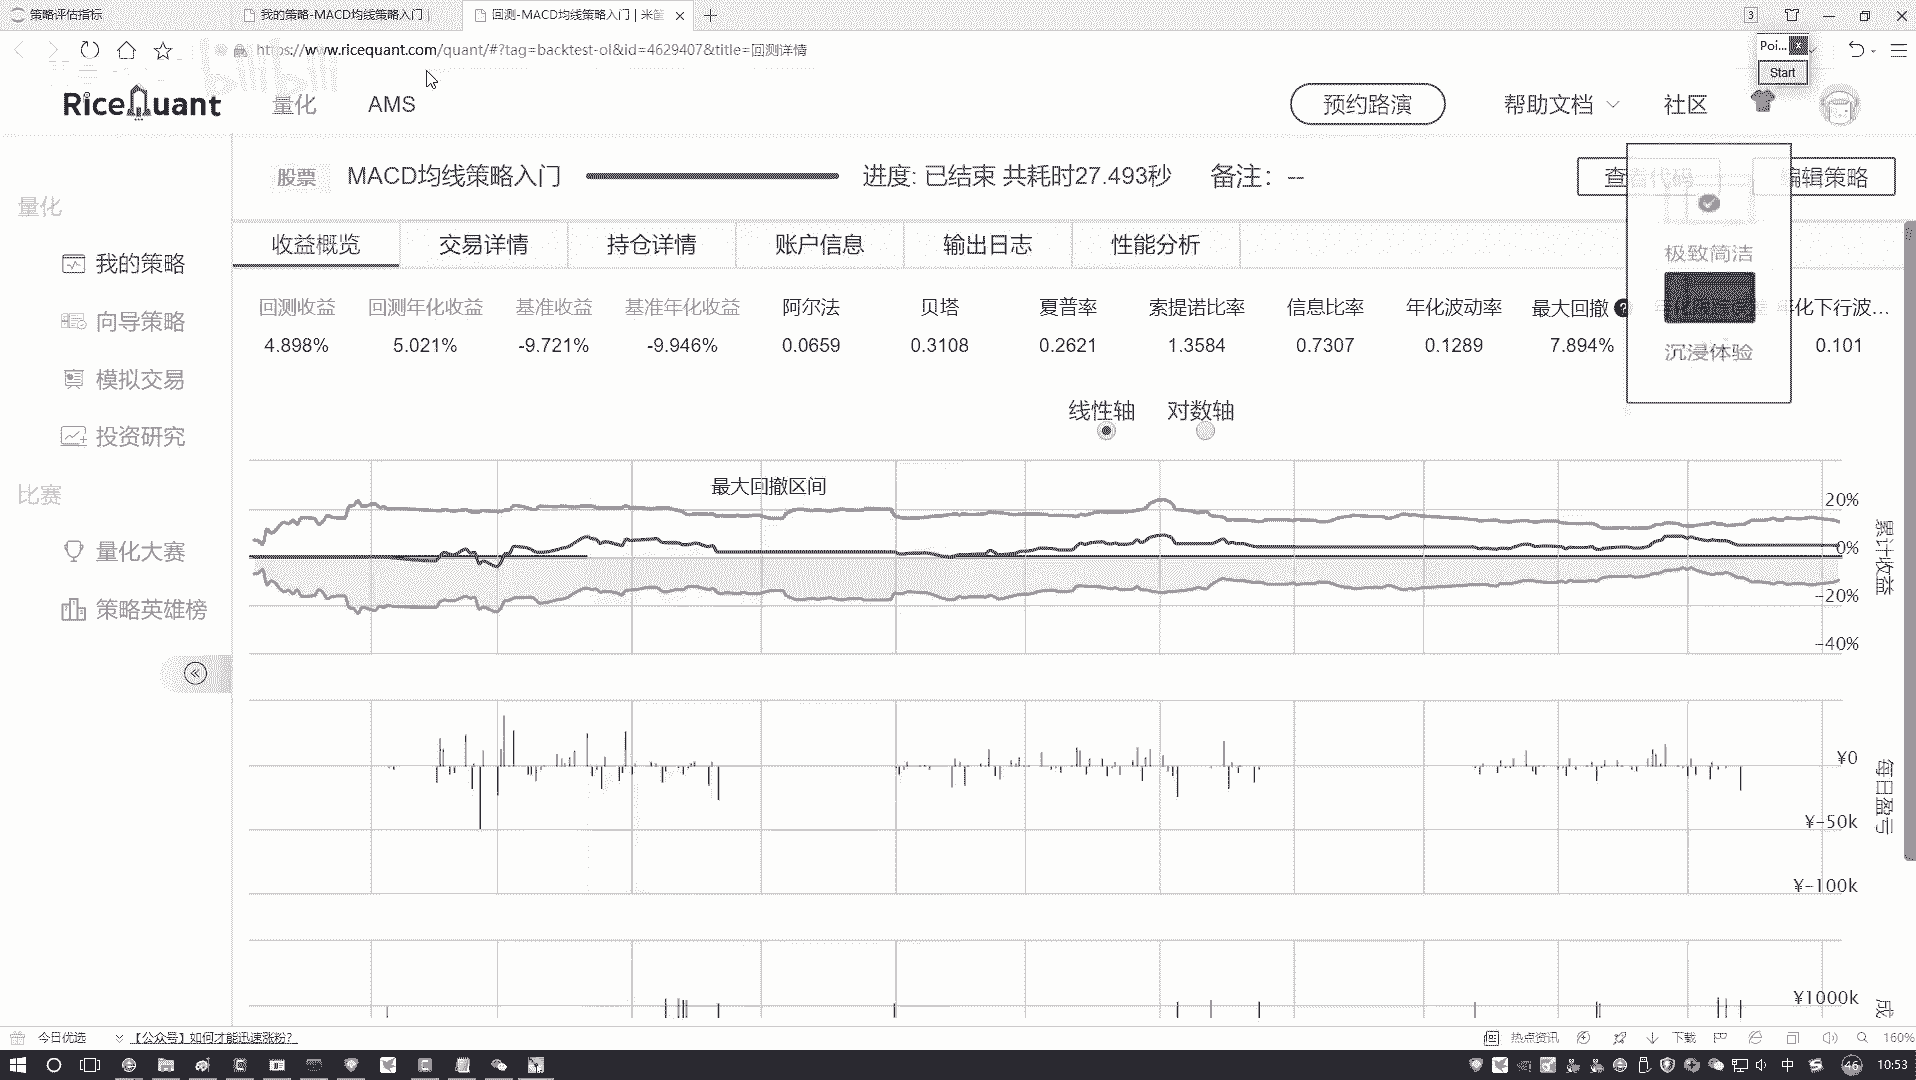 策略评估指标
我的策略-MACD均线策略入门 |
回测-MACD均线策略入门 | 米筐
3
https://www.ricequant.com/quant/#?tag=backtest-ol&id=4629407&title=回测详情
bilibili
Poi...
Start
RiceQuant
量化
AMS
预约路演
帮助文档
社区
股票
MACD均线策略入门
进度: 已结束 共耗时27.493秒
备注: --
编辑策略
极致简洁
沉浸体验
量化
我的策略
向导策略
模拟交易
投资研究
比赛
量化大赛
策略英雄榜
收益概览 交易详情 持仓详情 账户信息 输出日志 性能分析
回测收益 回测年化收益 基准收益 基准年化收益 阿尔法 贝塔 夏普率 索提诺比率 信息比率 年化波动率 最大回撤 年化下行波...
4.898% 5.021% -9.721% -9.946% 0.0659 0.3108 0.2621 1.3584 0.7307 0.1289 7.894% 0.101
线性轴 对数轴
最大回撤区间
20%
0%
-20%
-40%
累计收益
¥0
¥-50k
¥-100k
每日盈亏
¥1000k
成
今日优选
【公众号】如何才能迅速涨粉?
热点资讯
下载
160%
中
46
10:53